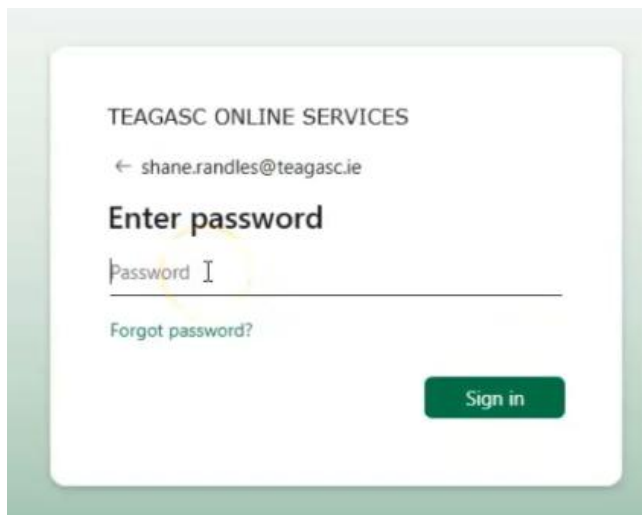 TEAGASC ONLINE SERVICES
← shane.randles@teagasc.ie
Enter password
Password
Forgot password?
Sign in